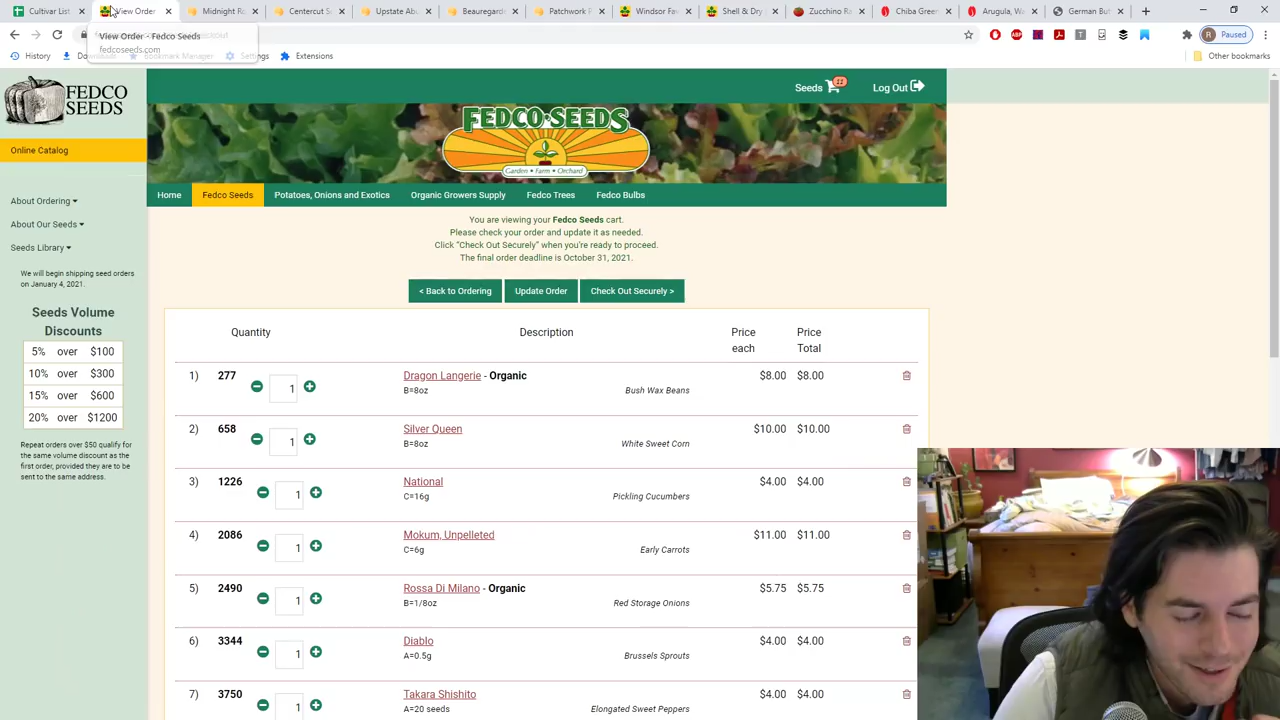 Cultivar List
View Order
Midnight Ro
Centercut S
Upstate Ab
Beauregard
Patchwork P
Windsor Fa
Shell & Dry
Zucchino R
Chiba Green
Arugula, Wa
German But
View Order - Fedco Seeds
fedcoseeds.com
Paused
History
Bookmark Manager
Settings
Extensions
Other bookmarks
FEDCO
SEEDS
Seeds 11
Log Out
FEDCO•SEEDS
Garden • Farm • Orchard
Online Catalog
Home
Fedco Seeds
Potatoes, Onions and Exotics
Organic Growers Supply
Fedco Trees
Fedco Bulbs
About Ordering
About Our Seeds
Seeds Library
We will begin shipping seed orders
on January 4, 2021.
Seeds Volume
Discounts
5% over $100
10% over $300
15% over $600
20% over $1200
Repeat orders over $50 qualify for
the same volume discount as the
first order, provided they are to be
sent to the same address.
You are viewing your Fedco Seeds cart.
Please check your order and update it as needed.
Click "Check Out Securely" when you're ready to proceed.
The final order deadline is October 31, 2021.
< Back to Ordering
Update Order
Check Out Securely >
Quantity Description Price each Price Total
1) 277 1 Dragon Langerie - Organic $8.00 $8.00
B=8oz Bush Wax Beans
2) 658 1 Silver Queen $10.00 $10.00
B=8oz White Sweet Corn
3) 1226 1 National $4.00 $4.00
C=16g Pickling Cucumbers
4) 2086 1 Mokum, Unpelleted $11.00 $11.00
C=6g Early Carrots
5) 2490 1 Rossa Di Milano - Organic $5.75 $5.75
B=1/8oz Red Storage Onions
6) 3344 1 Diablo $4.00 $4.00
A=0.5g Brussels Sprouts
7) 3750 1 Takara Shishito $4.00 $4.00
A=20 seeds Elongated Sweet Peppers